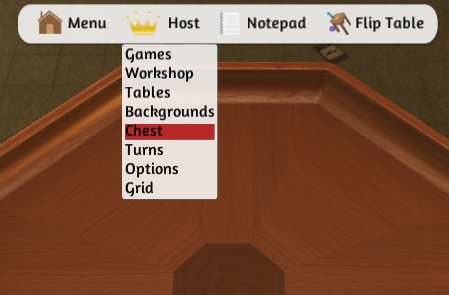 Menu Host Notepad Flip Table
Games
Workshop
Tables
Backgrounds
Chest
Turns
Options
Grid